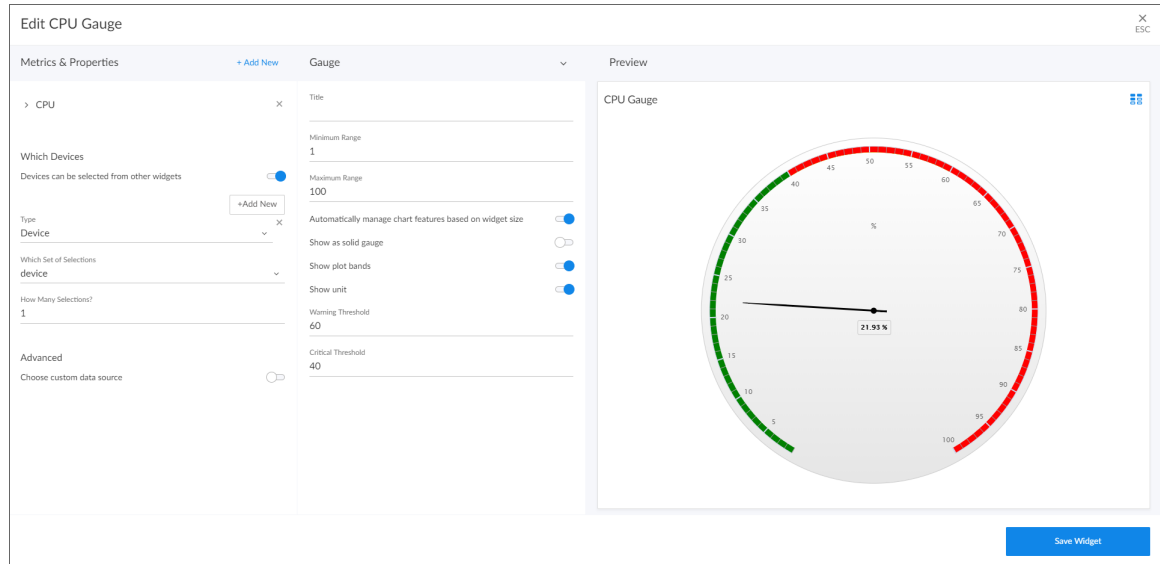 Edit CPU Gauge
×
ESC
Metrics & Properties
+ Add New
Gauge
Preview
> CPU
×
Which Devices
Devices can be selected from other widgets
+Add New
Type
×
Device
Which Set of Selections
device
How Many Selections?
1
Advanced
Choose custom data source
Title
Minimum Range
1
Maximum Range
100
Automatically manage chart features based on widget size
Show as solid gauge
Show plot bands
Show unit
Warning Threshold
60
Critical Threshold
40
CPU Gauge
5
10
15
20
25
30
35
40
45
50
55
60
65
70
75
80
85
90
95
100
%
21.93 %
Save Widget